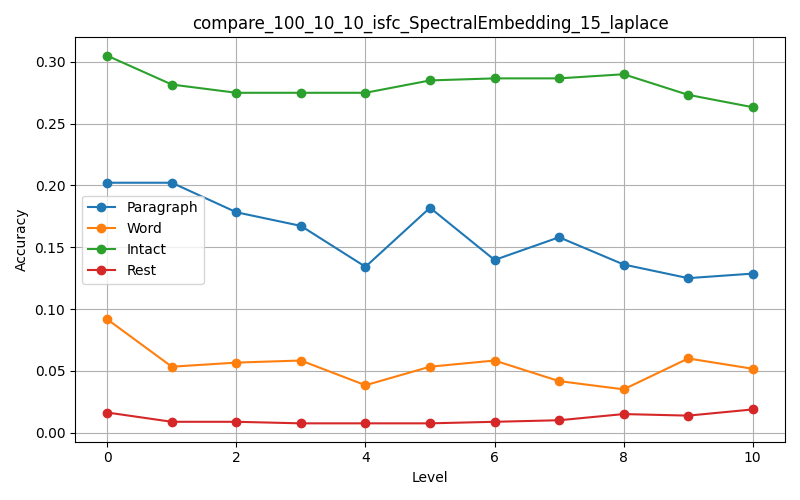 compare_100_10_10_isfc_SpectralEmbedding_15_laplace
0.30
0.25
0.20
0.15
0.10
0.05
0.00
Accuracy
Paragraph
Word
Intact
Rest
0 2 4 6 8 10
Level